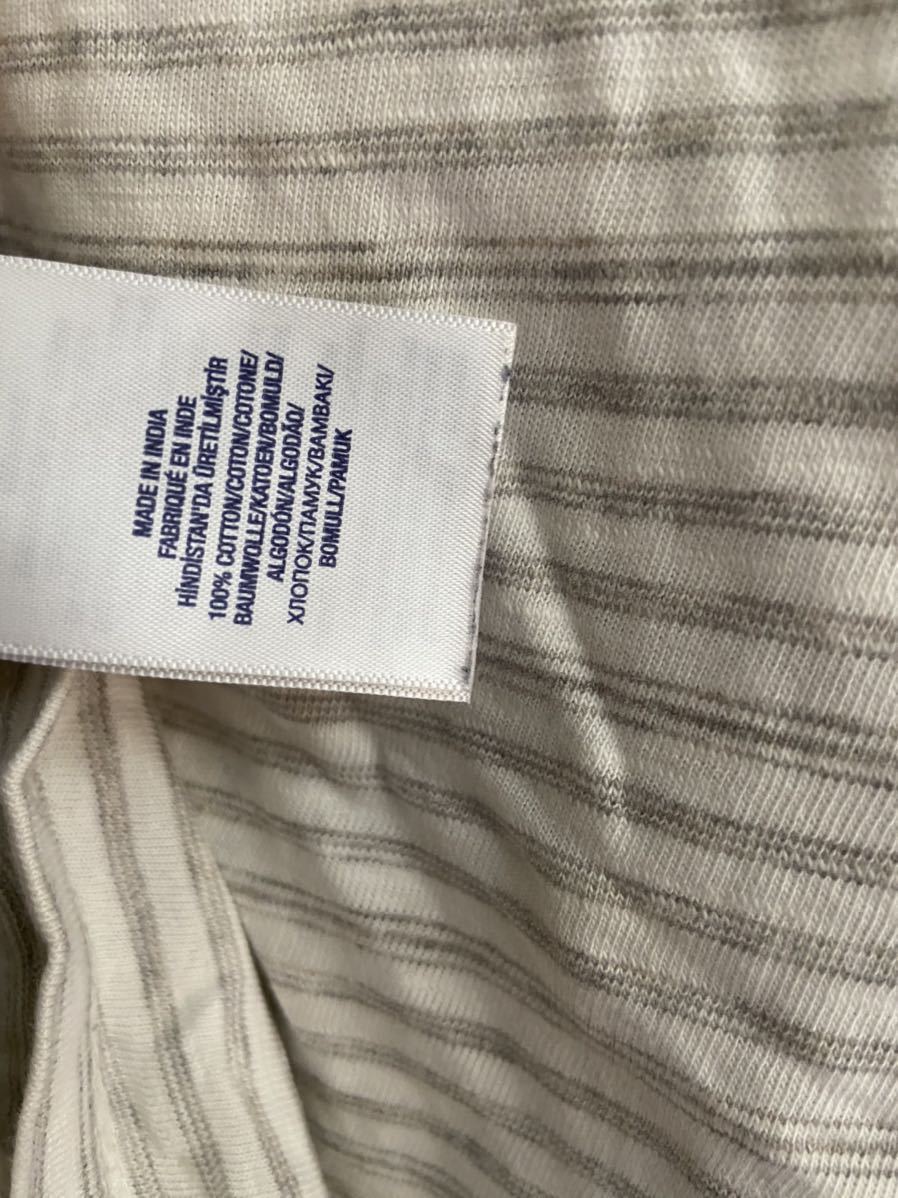 MADE IN INDIA
FABRIQUÉ EN INDE
HİNDİSTAN'DA ÜRETİLMİŞTİR
100% COTTON/COTON/COTONE/
BAUMWOLLE/KATOEN/BOMULD/
ALGODÓN/ALGODÃO/
ХЛОПОК/ПАМУК/ΒΑΜΒΑΚΙ/
BOMULL/PAMUK